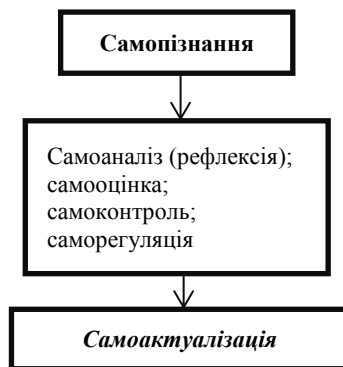 Самопізнання
Самоаналіз (рефлексія);
самооцінка;
самоконтроль;
саморегуляція
Самоактуалізація